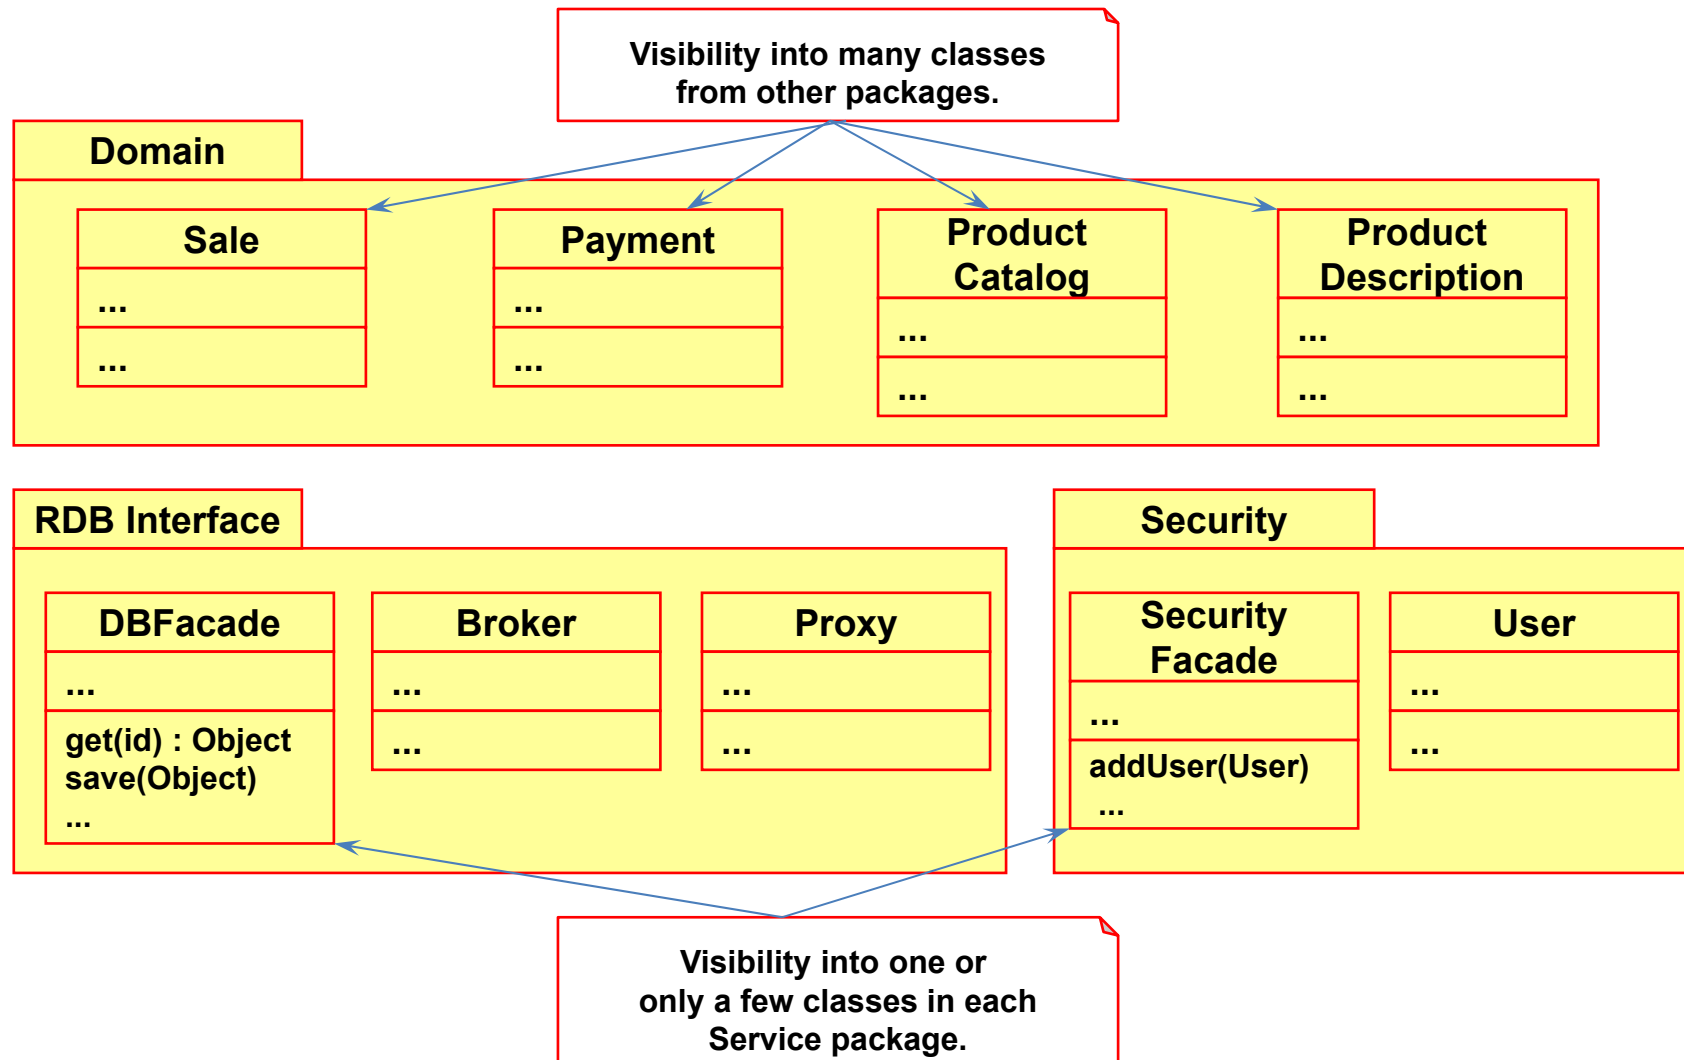 Visibility into many classes
from other packages.
Domain
Sale
...
...
Payment
...
...
Product
Catalog
...
...
Product
Description
...
...
RDB Interface
DBFacade
...
get(id) : Object
save(Object)
...
Broker
...
...
Proxy
...
...
Security
Security
Facade
...
addUser(User)
...
User
...
...
Visibility into one or
only a few classes in each
Service package.